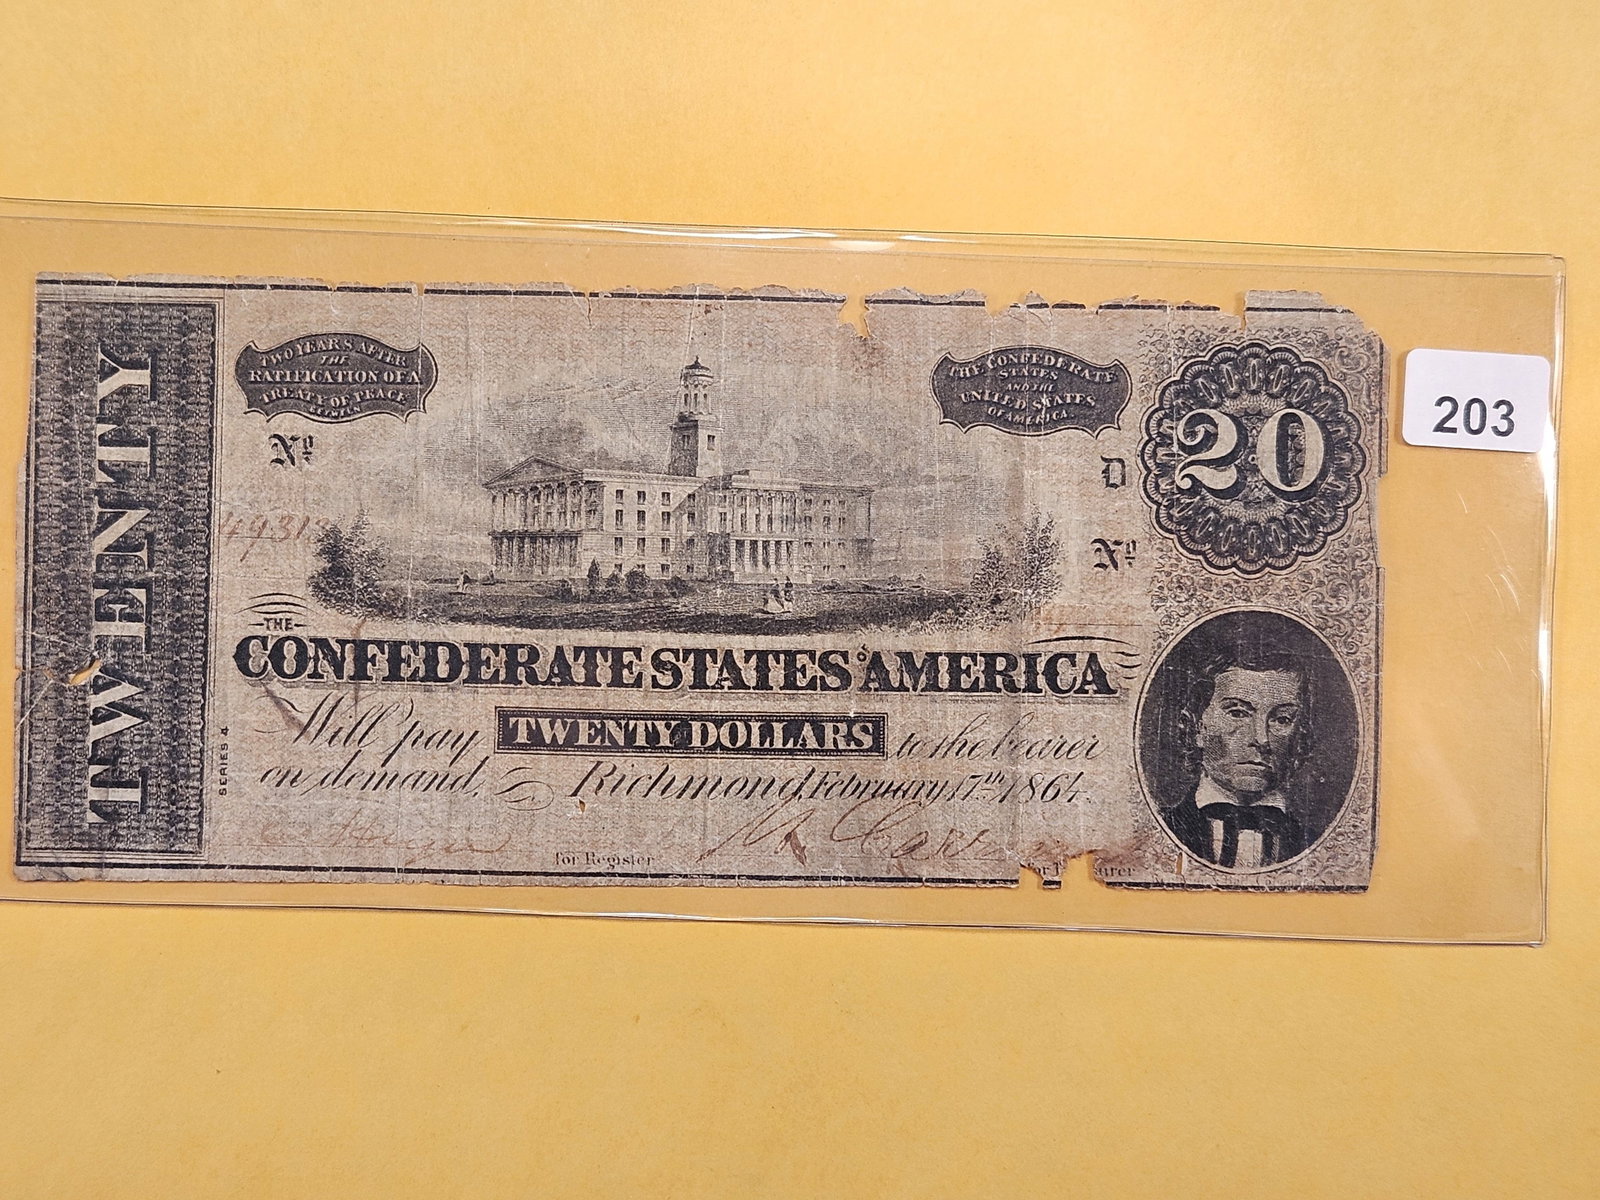 TWENTY
TWO YEARS AFTER
THE
RATIFICATION OF A
TREATY OF PEACE
BETWEEN
THE CONFEDERATE
STATES
AND THE
UNITED STATES
OF AMERICA
20
203
Nº
D
Nº
THE
CONFEDERATE STATES OF AMERICA
Will pay TWENTY DOLLARS to the bearer
on demand, Richmond, February 17th, 1864.
SERIES 4
for Register